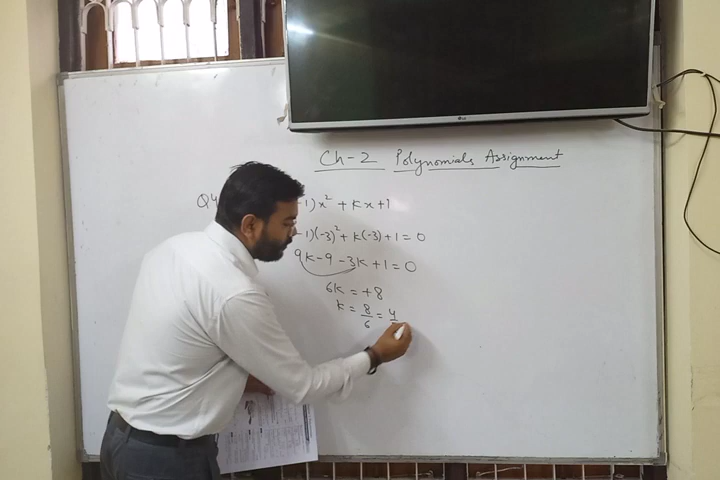 LG
Ch-2 Polynomials Assignment
Q4 -1)x² + kx + 1
-1)(-3)² + k(-3) + 1 = 0
9k - 9 - 3k + 1 = 0
6k = +8
k = 8/6 = 4/